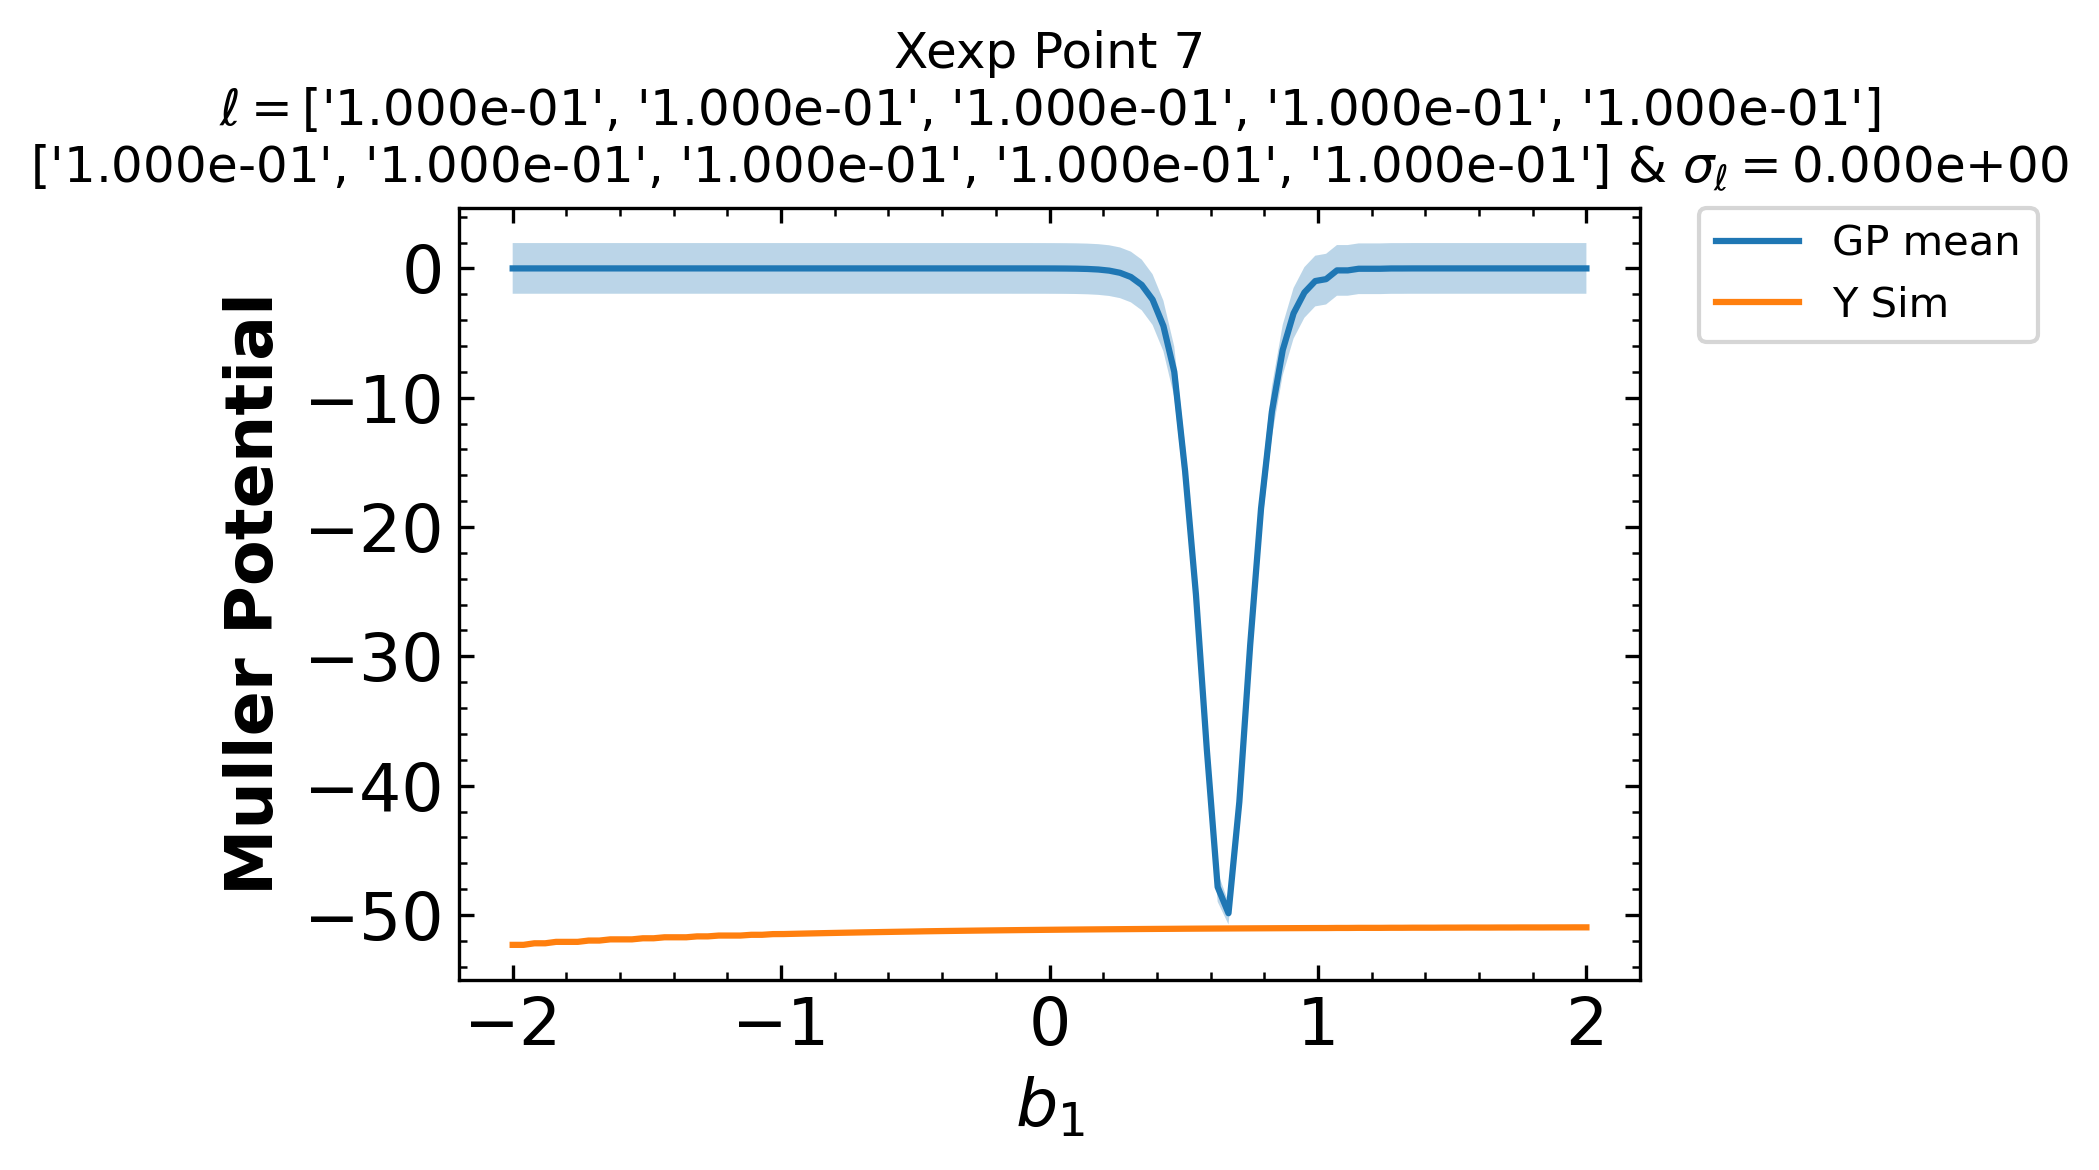 Xexp Point 7
ℓ = ['1.000e-01', '1.000e-01', '1.000e-01', '1.000e-01', '1.000e-01']
['1.000e-01', '1.000e-01', '1.000e-01', '1.000e-01', '1.000e-01'] & σℓ = 0.000e+00
GP mean
Y Sim
Muller Potential
0
−10
−20
−30
−40
−50
−2
−1
0
1
2
b₁